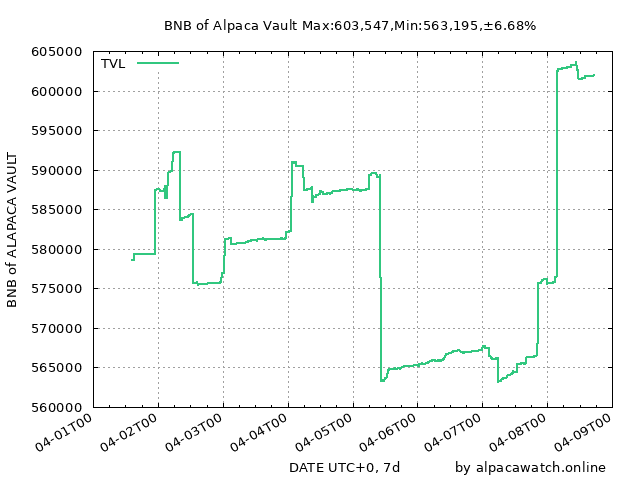 BNB of Alpaca Vault Max:603,547,Min:563,195,±6.68%
TVL
BNB of ALAPACA VAULT
605000
600000
595000
590000
585000
580000
575000
570000
565000
560000
04-01T00
04-02T00
04-03T00
04-04T00
04-05T00
04-06T00
04-07T00
04-08T00
04-09T00
DATE UTC+0, 7d
by alpacawatch.online